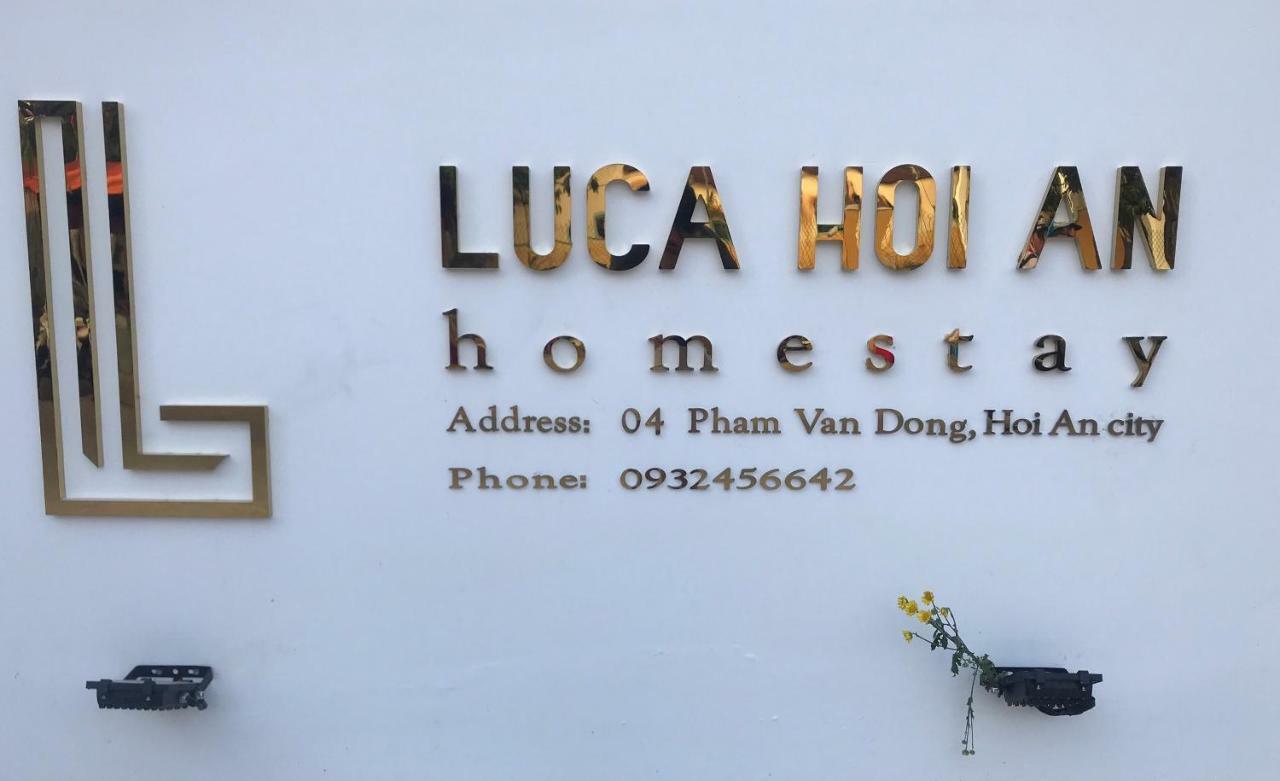 LUCA HOI AN
homestay
Address: 04 Pham Van Dong, Hoi An city
Phone: 0932456642